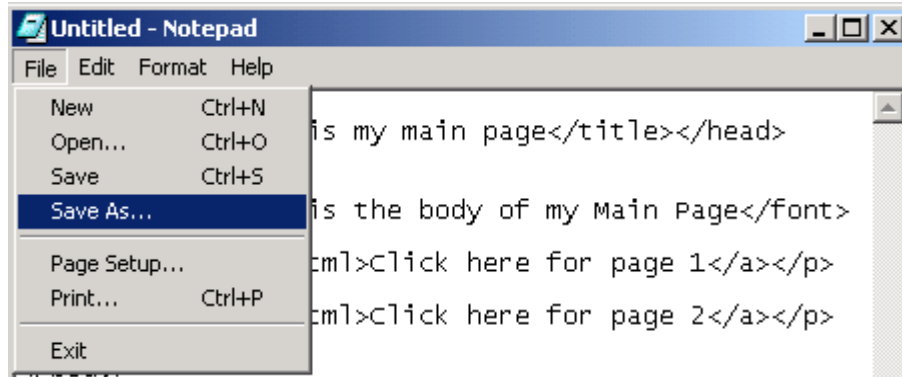 Untitled - Notepad
File Edit Format Help
New Ctrl+N
Open... Ctrl+O
Save Ctrl+S
Save As...
Page Setup...
Print... Ctrl+P
Exit
is my main page</title></head>
is the body of my Main Page</font>
tml>Click here for page 1</a></p>
tml>Click here for page 2</a></p>